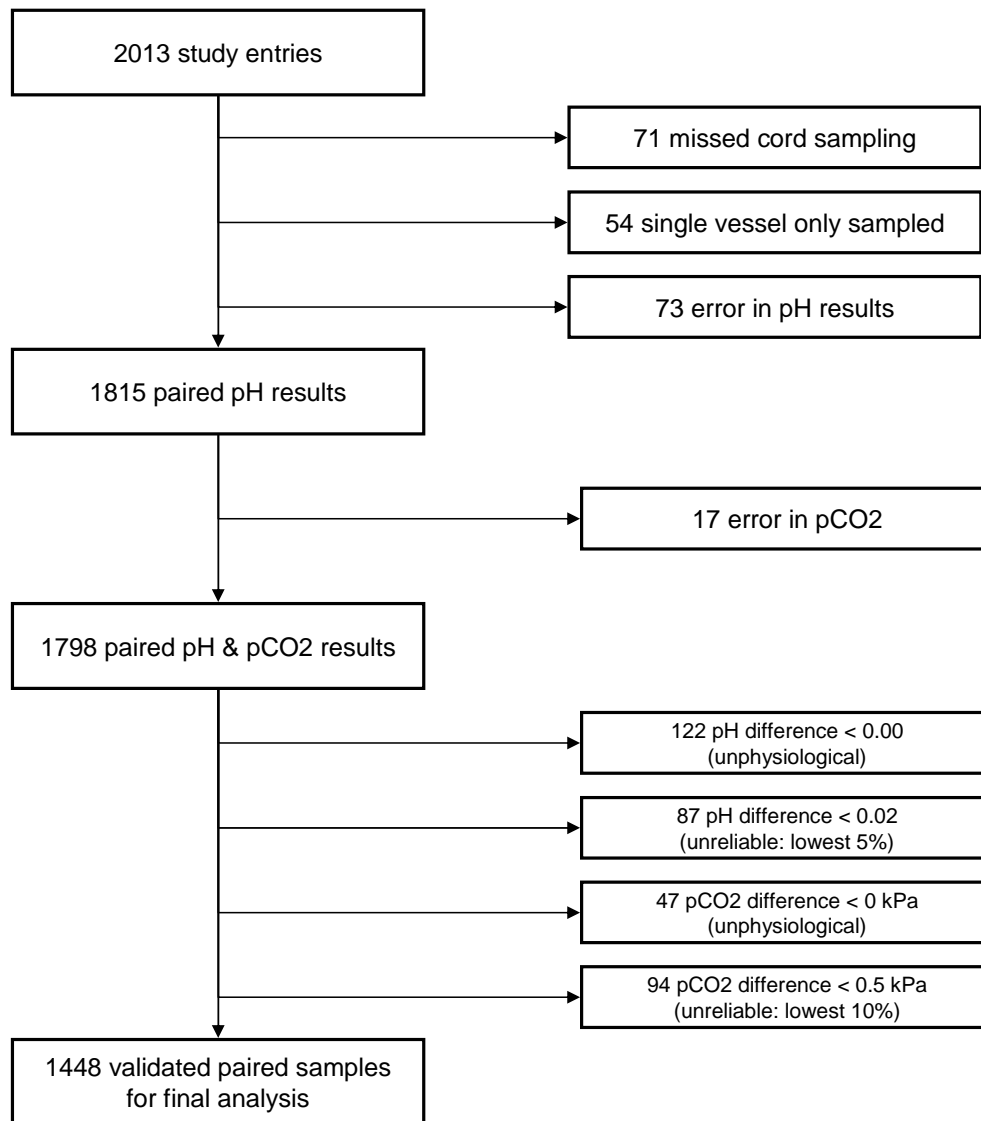 2013 study entries
71 missed cord sampling
54 single vessel only sampled
73 error in pH results
1815 paired pH results
17 error in pCO2
1798 paired pH & pCO2 results
122 pH difference < 0.00
(unphysiological)
87 pH difference < 0.02
(unreliable: lowest 5%)
47 pCO2 difference < 0 kPa
(unphysiological)
94 pCO2 difference < 0.5 kPa
(unreliable: lowest 10%)
1448 validated paired samples
for final analysis